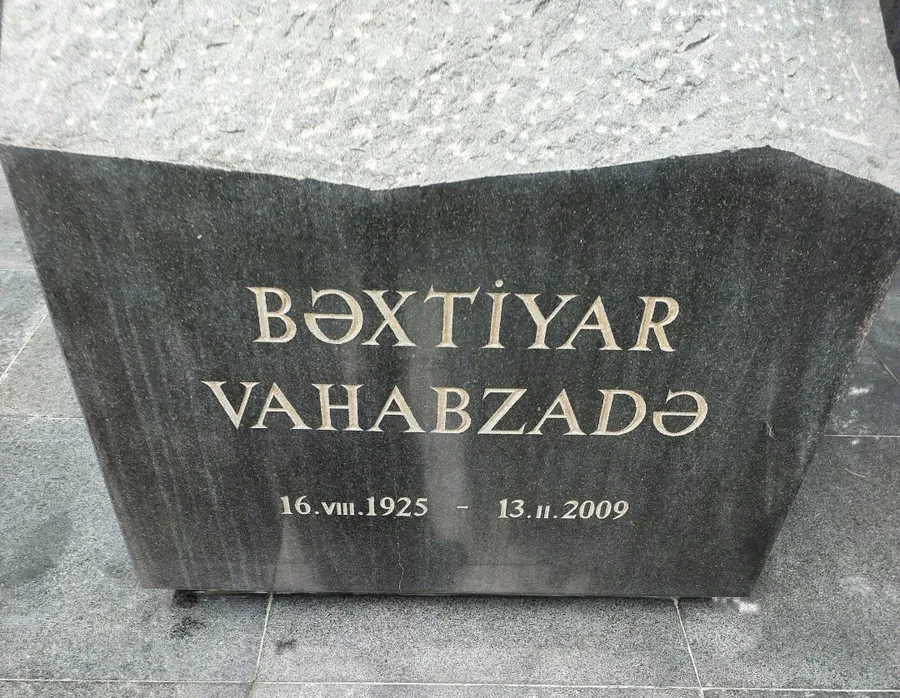 BƏXTİYAR
VAHABZADƏ
16.VIII.1925 - 13.II.2009